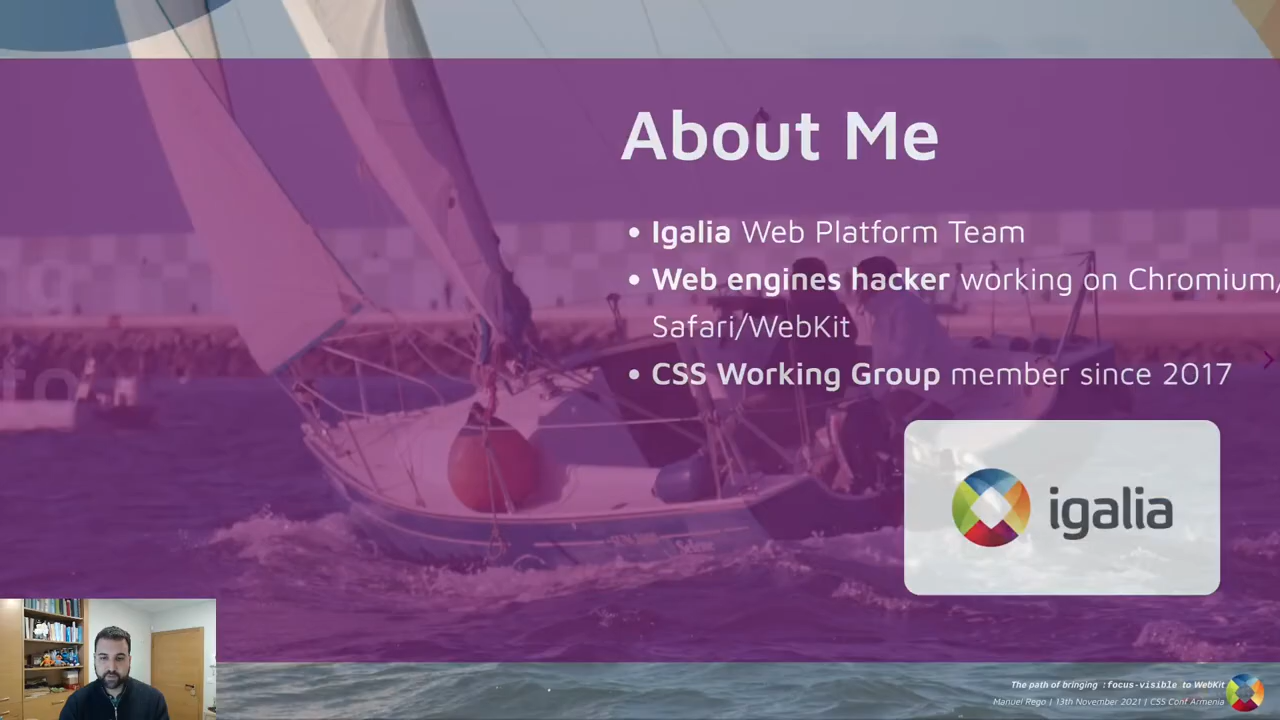 About Me
• Igalia Web Platform Team
• Web engines hacker working on Chromium/
Safari/WebKit
• CSS Working Group member since 2017
igalia
The path of bringing :focus-visible to WebKit
Manuel Rego | 13th November 2021 | CSS Conf Armenia